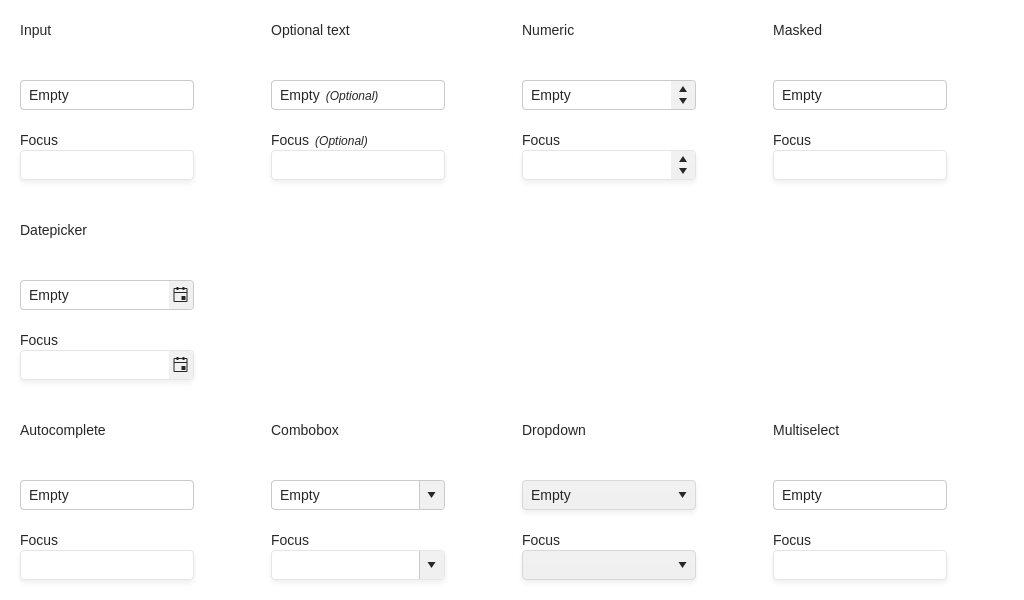 Input Optional text Numeric Masked
Empty Empty (Optional) Empty Empty
Focus Focus (Optional) Focus Focus
Datepicker
Empty
Focus
Autocomplete Combobox Dropdown Multiselect
Empty Empty Empty Empty
Focus Focus Focus Focus